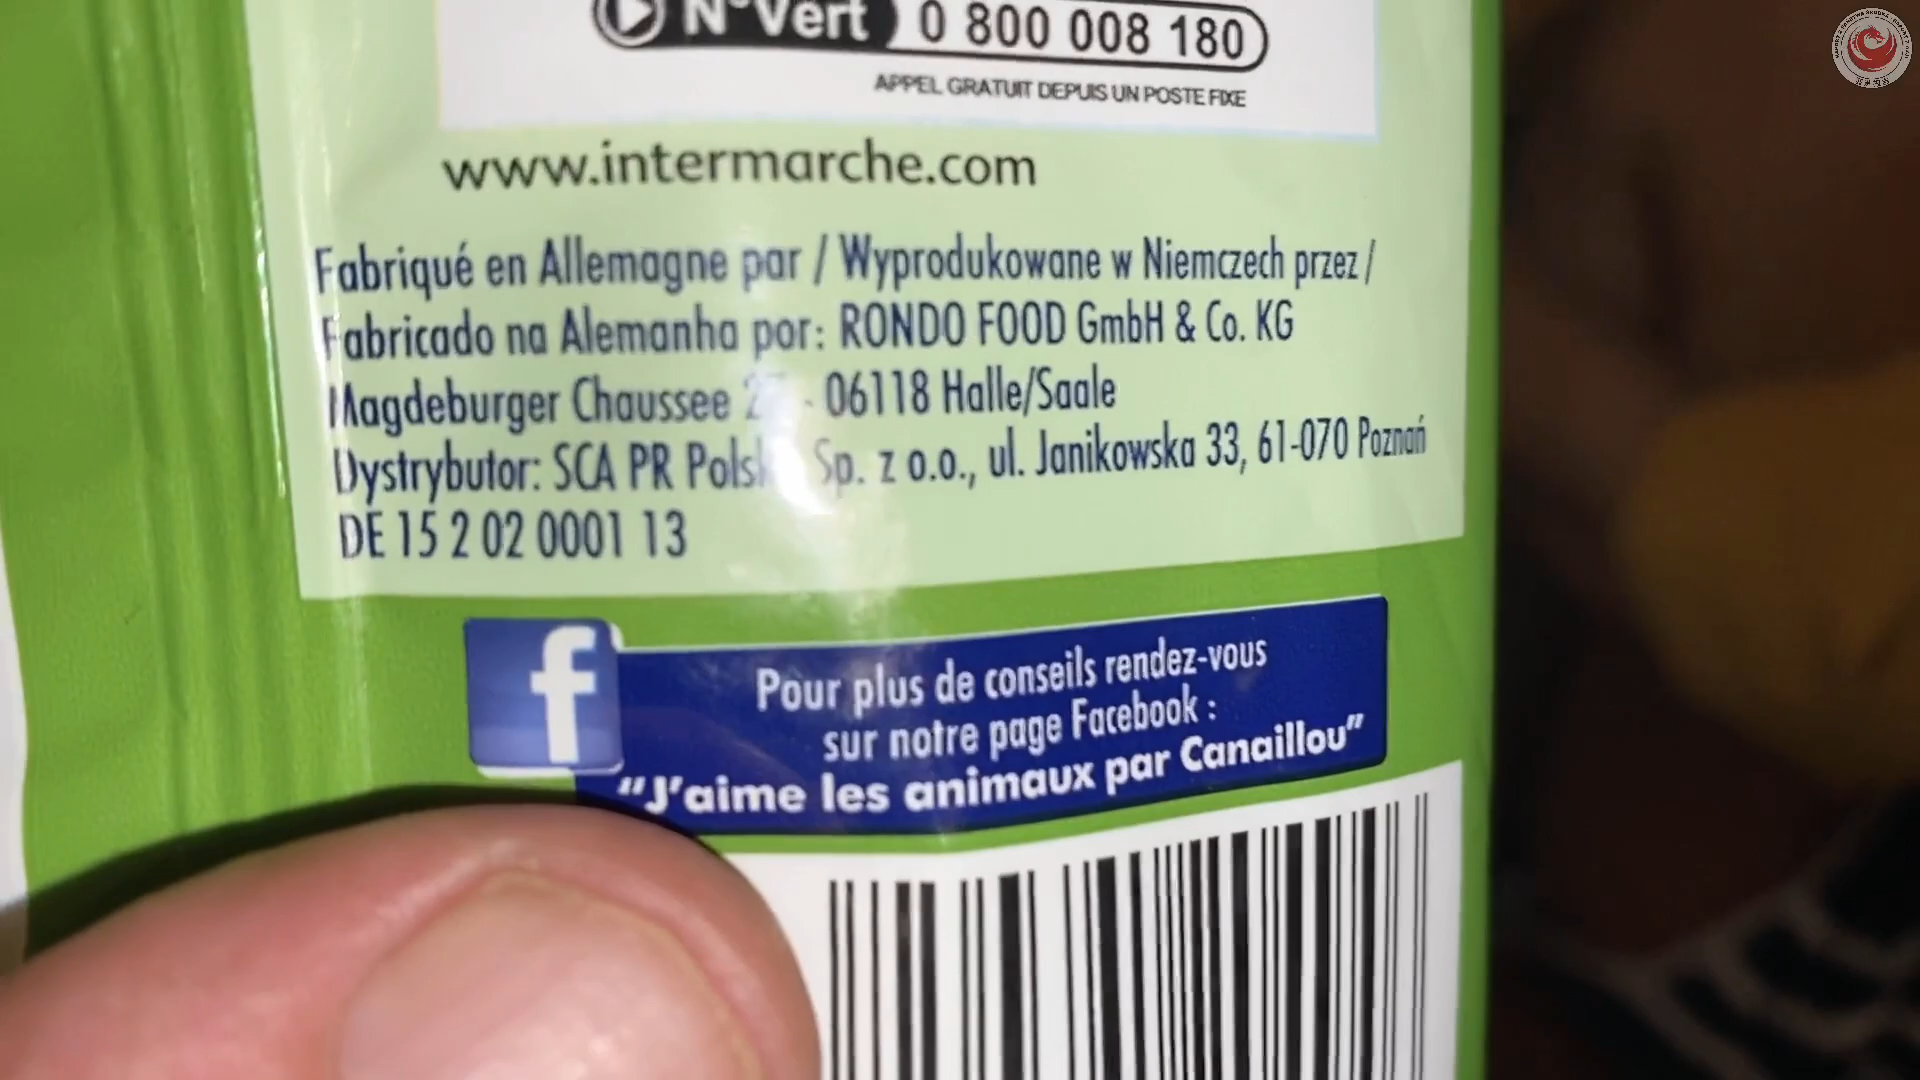 N°Vert 0 800 008 180
APPEL GRATUIT DEPUIS UN POSTE FIXE
www.intermarche.com
Fabriqué en Allemagne par / Wyprodukowane w Niemczech przez /
Fabricado na Alemanha por: RONDO FOOD GmbH & Co. KG
Magdeburger Chaussee - 06118 Halle/Saale
Dystrybutor: SCA PR Sp. z o.o., ul. Janikowska 33, 61-070 Poznań
DE 15 2 02 0001 13
f
Pour plus de conseils rendez-vous
sur notre page Facebook :
"J'aime les animaux par Canaillou"